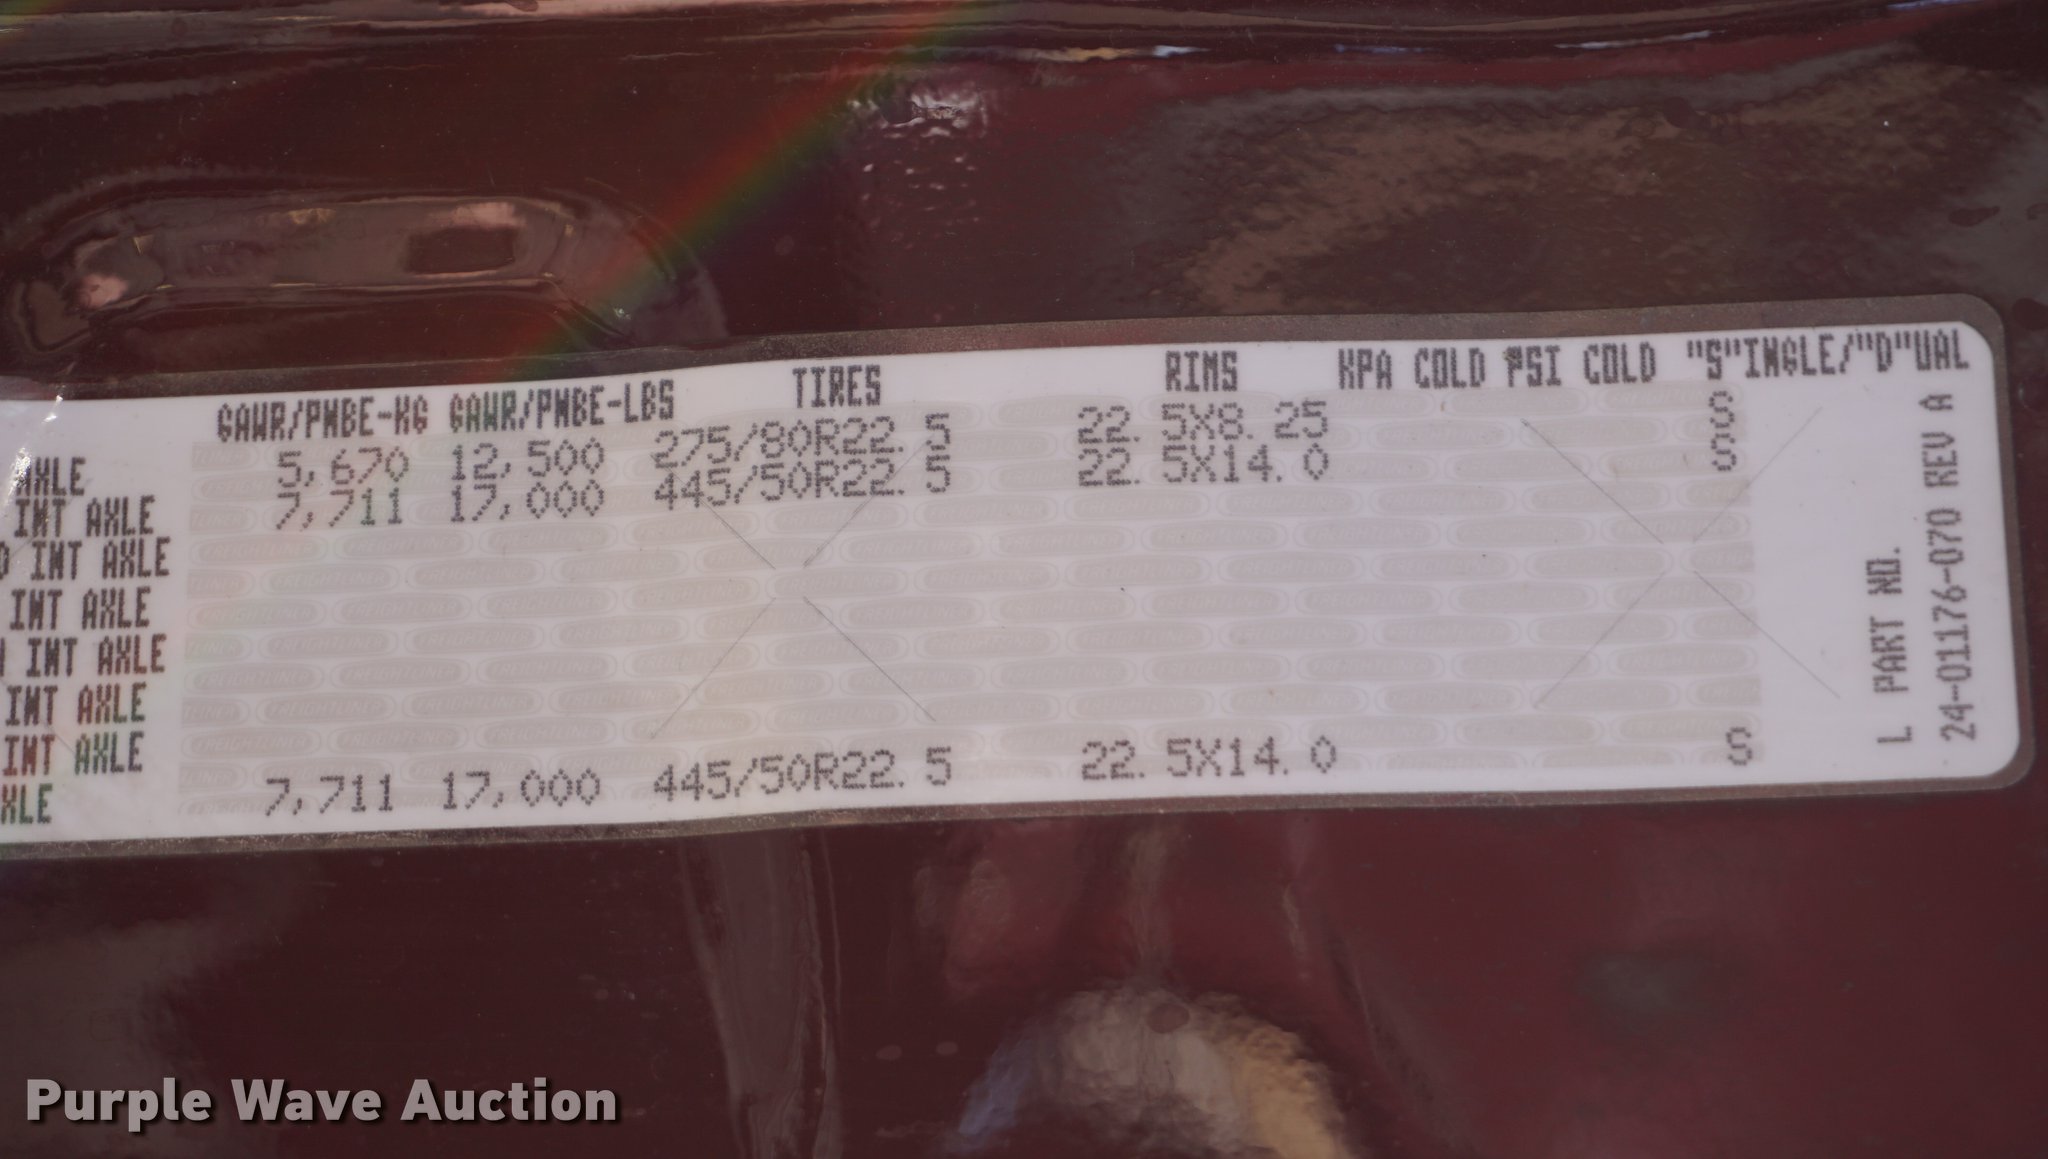 GAWR/PNBE-KG GAWR/PNBE-LBS TIRES RIMS KPA COLD PSI COLD "S"INGLE/"D"UAL
AXLE 5,670 12,500 275/80R22.5 22.5X8.25 S
INT AXLE 7,711 17,000 445/50R22.5 22.5X14.0 S
D INT AXLE
INT AXLE
INT AXLE
INT AXLE
INT AXLE
XLE 7,711 17,000 445/50R22.5 22.5X14.0 S
L PART NO.
24-01176-070 REV A
FREIGHTLINER
Purple Wave Auction